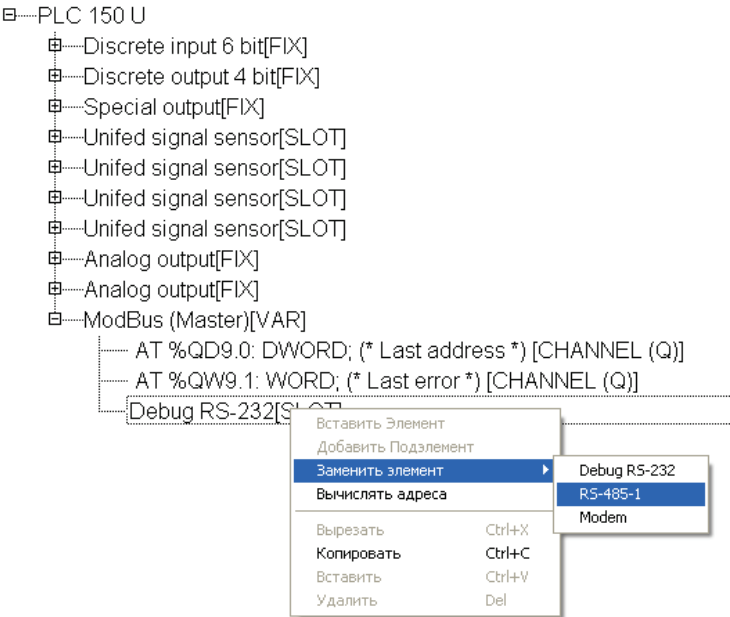 PLC 150 U
Discrete input 6 bit[FIX]
Discrete output 4 bit[FIX]
Special output[FIX]
Unifed signal sensor[SLOT]
Unifed signal sensor[SLOT]
Unifed signal sensor[SLOT]
Unifed signal sensor[SLOT]
Analog output[FIX]
Analog output[FIX]
ModBus (Master)[VAR]
AT %QD9.0: DWORD; (* Last address *) [CHANNEL (Q)]
AT %QW9.1: WORD; (* Last error *) [CHANNEL (Q)]
Debug RS-232[SLOT]
Вставить Элемент
Добавить Подэлемент
Заменить элемент
Debug RS-232
Вычислять адреса
RS-485-1
Modem
Вырезать Ctrl+X
Копировать Ctrl+C
Вставить Ctrl+V
Удалить Del